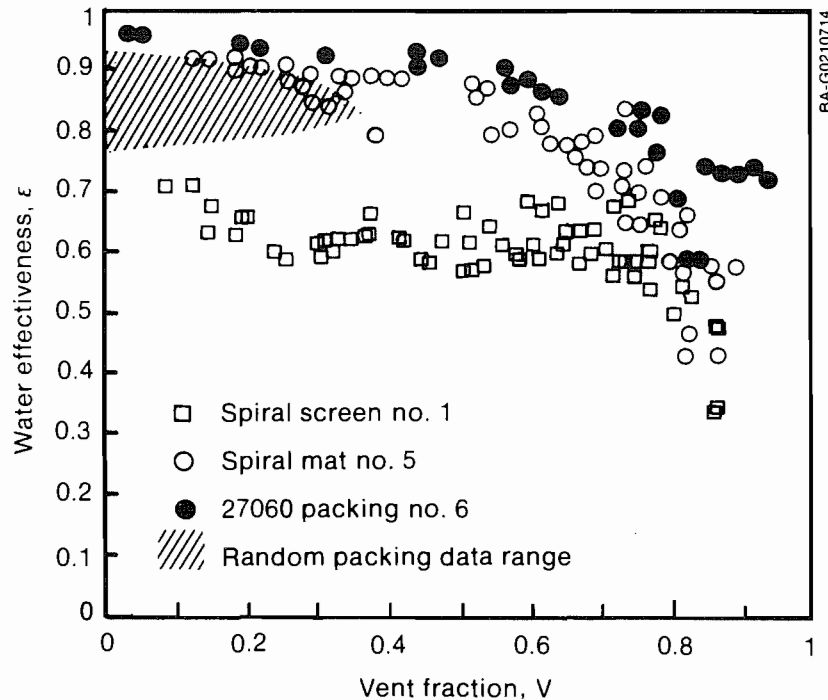 BA-G0210714
Water effectiveness, ε
1
0.9
0.8
0.7
0.6
0.5
0.4
0.3
0.2
0.1
0
Spiral screen no. 1
Spiral mat no. 5
27060 packing no. 6
Random packing data range
0 0.2 0.4 0.6 0.8 1
Vent fraction, V